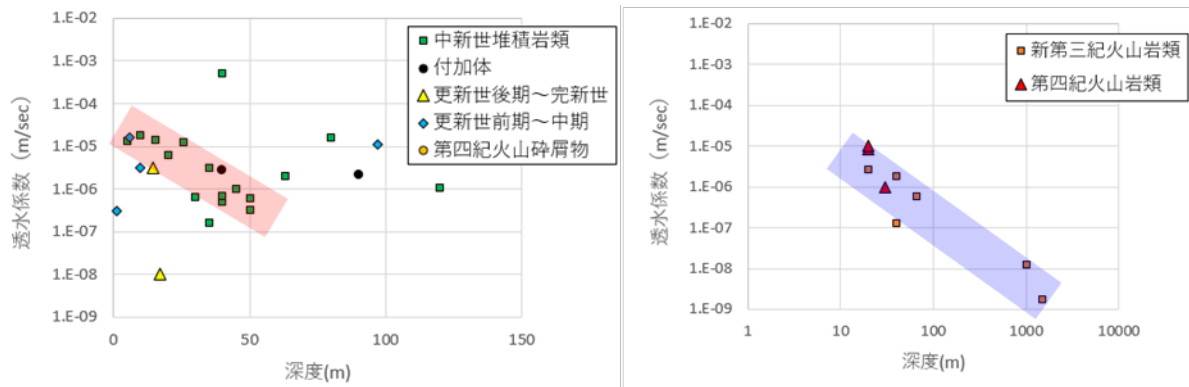 1.E-02
1.E-03
1.E-04
1.E-05
1.E-06
1.E-07
1.E-08
1.E-09
透水係数（m/sec）
0
50
100
150
深度(m)
中新世堆積岩類
付加体
更新世後期～完新世
更新世前期～中期
第四紀火山砕屑物
1.E-02
1.E-03
1.E-04
1.E-05
1.E-06
1.E-07
1.E-08
1.E-09
透水係数（m/sec）
1
10
100
1000
10000
深度(m)
新第三紀火山岩類
第四紀火山岩類